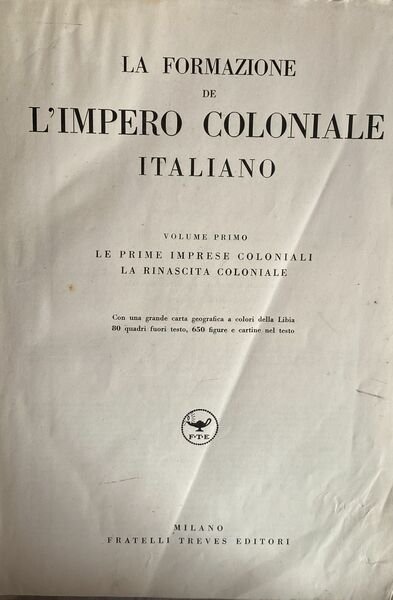 LA FORMAZIONE
DE
L'IMPERO COLONIALE
ITALIANO
VOLUME PRIMO
LE PRIME IMPRESE COLONIALI
LA RINASCITA COLONIALE
Con una grande carta geografica a colori della Libia
80 quadri fuori testo, 650 figure e cartine nel testo
F·T·E
MILANO
FRATELLI TREVES EDITORI